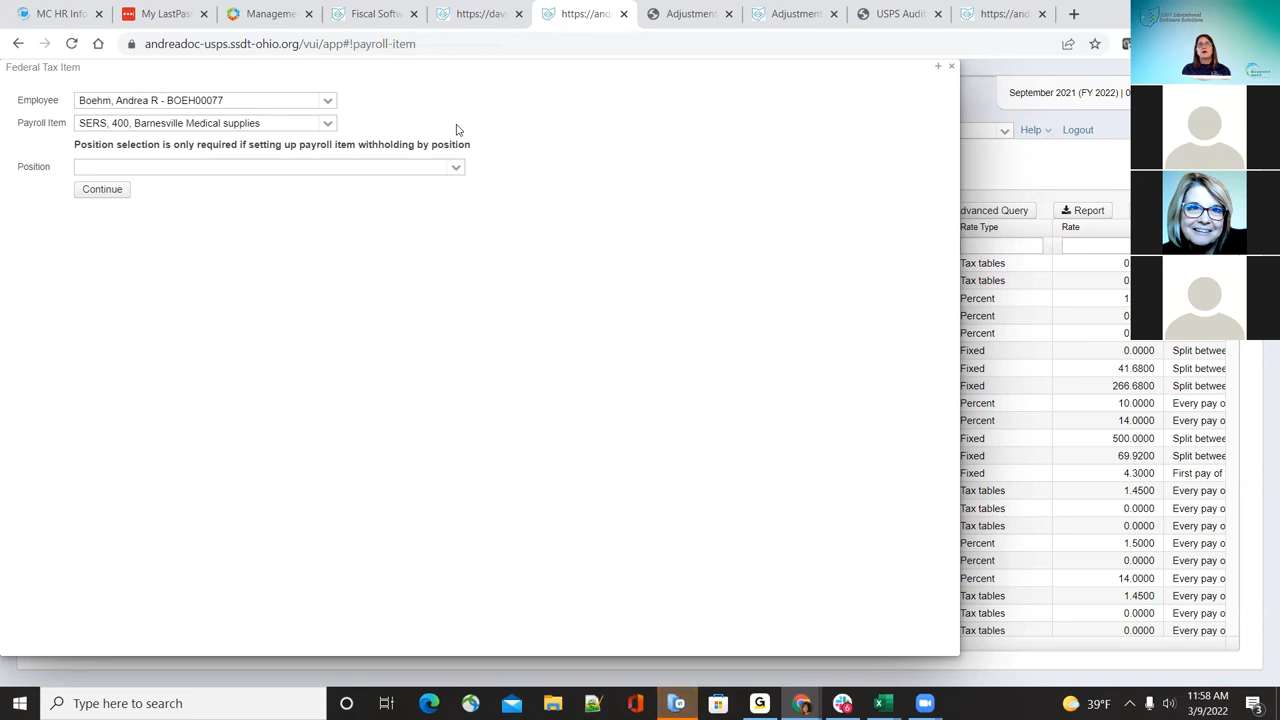 MC HR Info
My LastPass
Manageme
Fiscal Softw
https://
https://and
Adjustment
Adjustment
USPS Adj
https://and
SSDT Educational
Software Solutions
andreadoc-usps.ssdt-ohio.org/vui/app#!payroll-item
Federal Tax Item
September 2021 (FY 2022) | 0
Employee Boehm, Andrea R - BOEH00077
Payroll Item SERS, 400, Barnesville Medical supplies
Help Logout
Position selection is only required if setting up payroll item withholding by position
Position
Continue
dvanced Query Report
Rate Type Rate
Tax tables 0.
Tax tables 0.
Percent 1
Percent 0.
Percent 0.
Fixed 0.0000 Split betwee
Fixed 41.6800 Split betwee
Fixed 266.6800 Split betwee
Percent 10.0000 Every pay o
Percent 14.0000 Every pay o
Fixed 500.0000 Split betwee
Fixed 69.9200 Split betwee
Fixed 4.3000 First pay of
Tax tables 1.4500 Every pay o
Tax tables 0.0000 Every pay o
Tax tables 0.0000 Every pay o
Percent 1.5000 Every pay o
Percent 0.0000 Every pay o
Percent 14.0000 Every pay o
Tax tables 1.4500 Every pay o
Tax tables 0.0000 Every pay o
Tax tables 0.0000 Every pay o
Type here to search
39°F
11:58 AM
3/9/2022
3